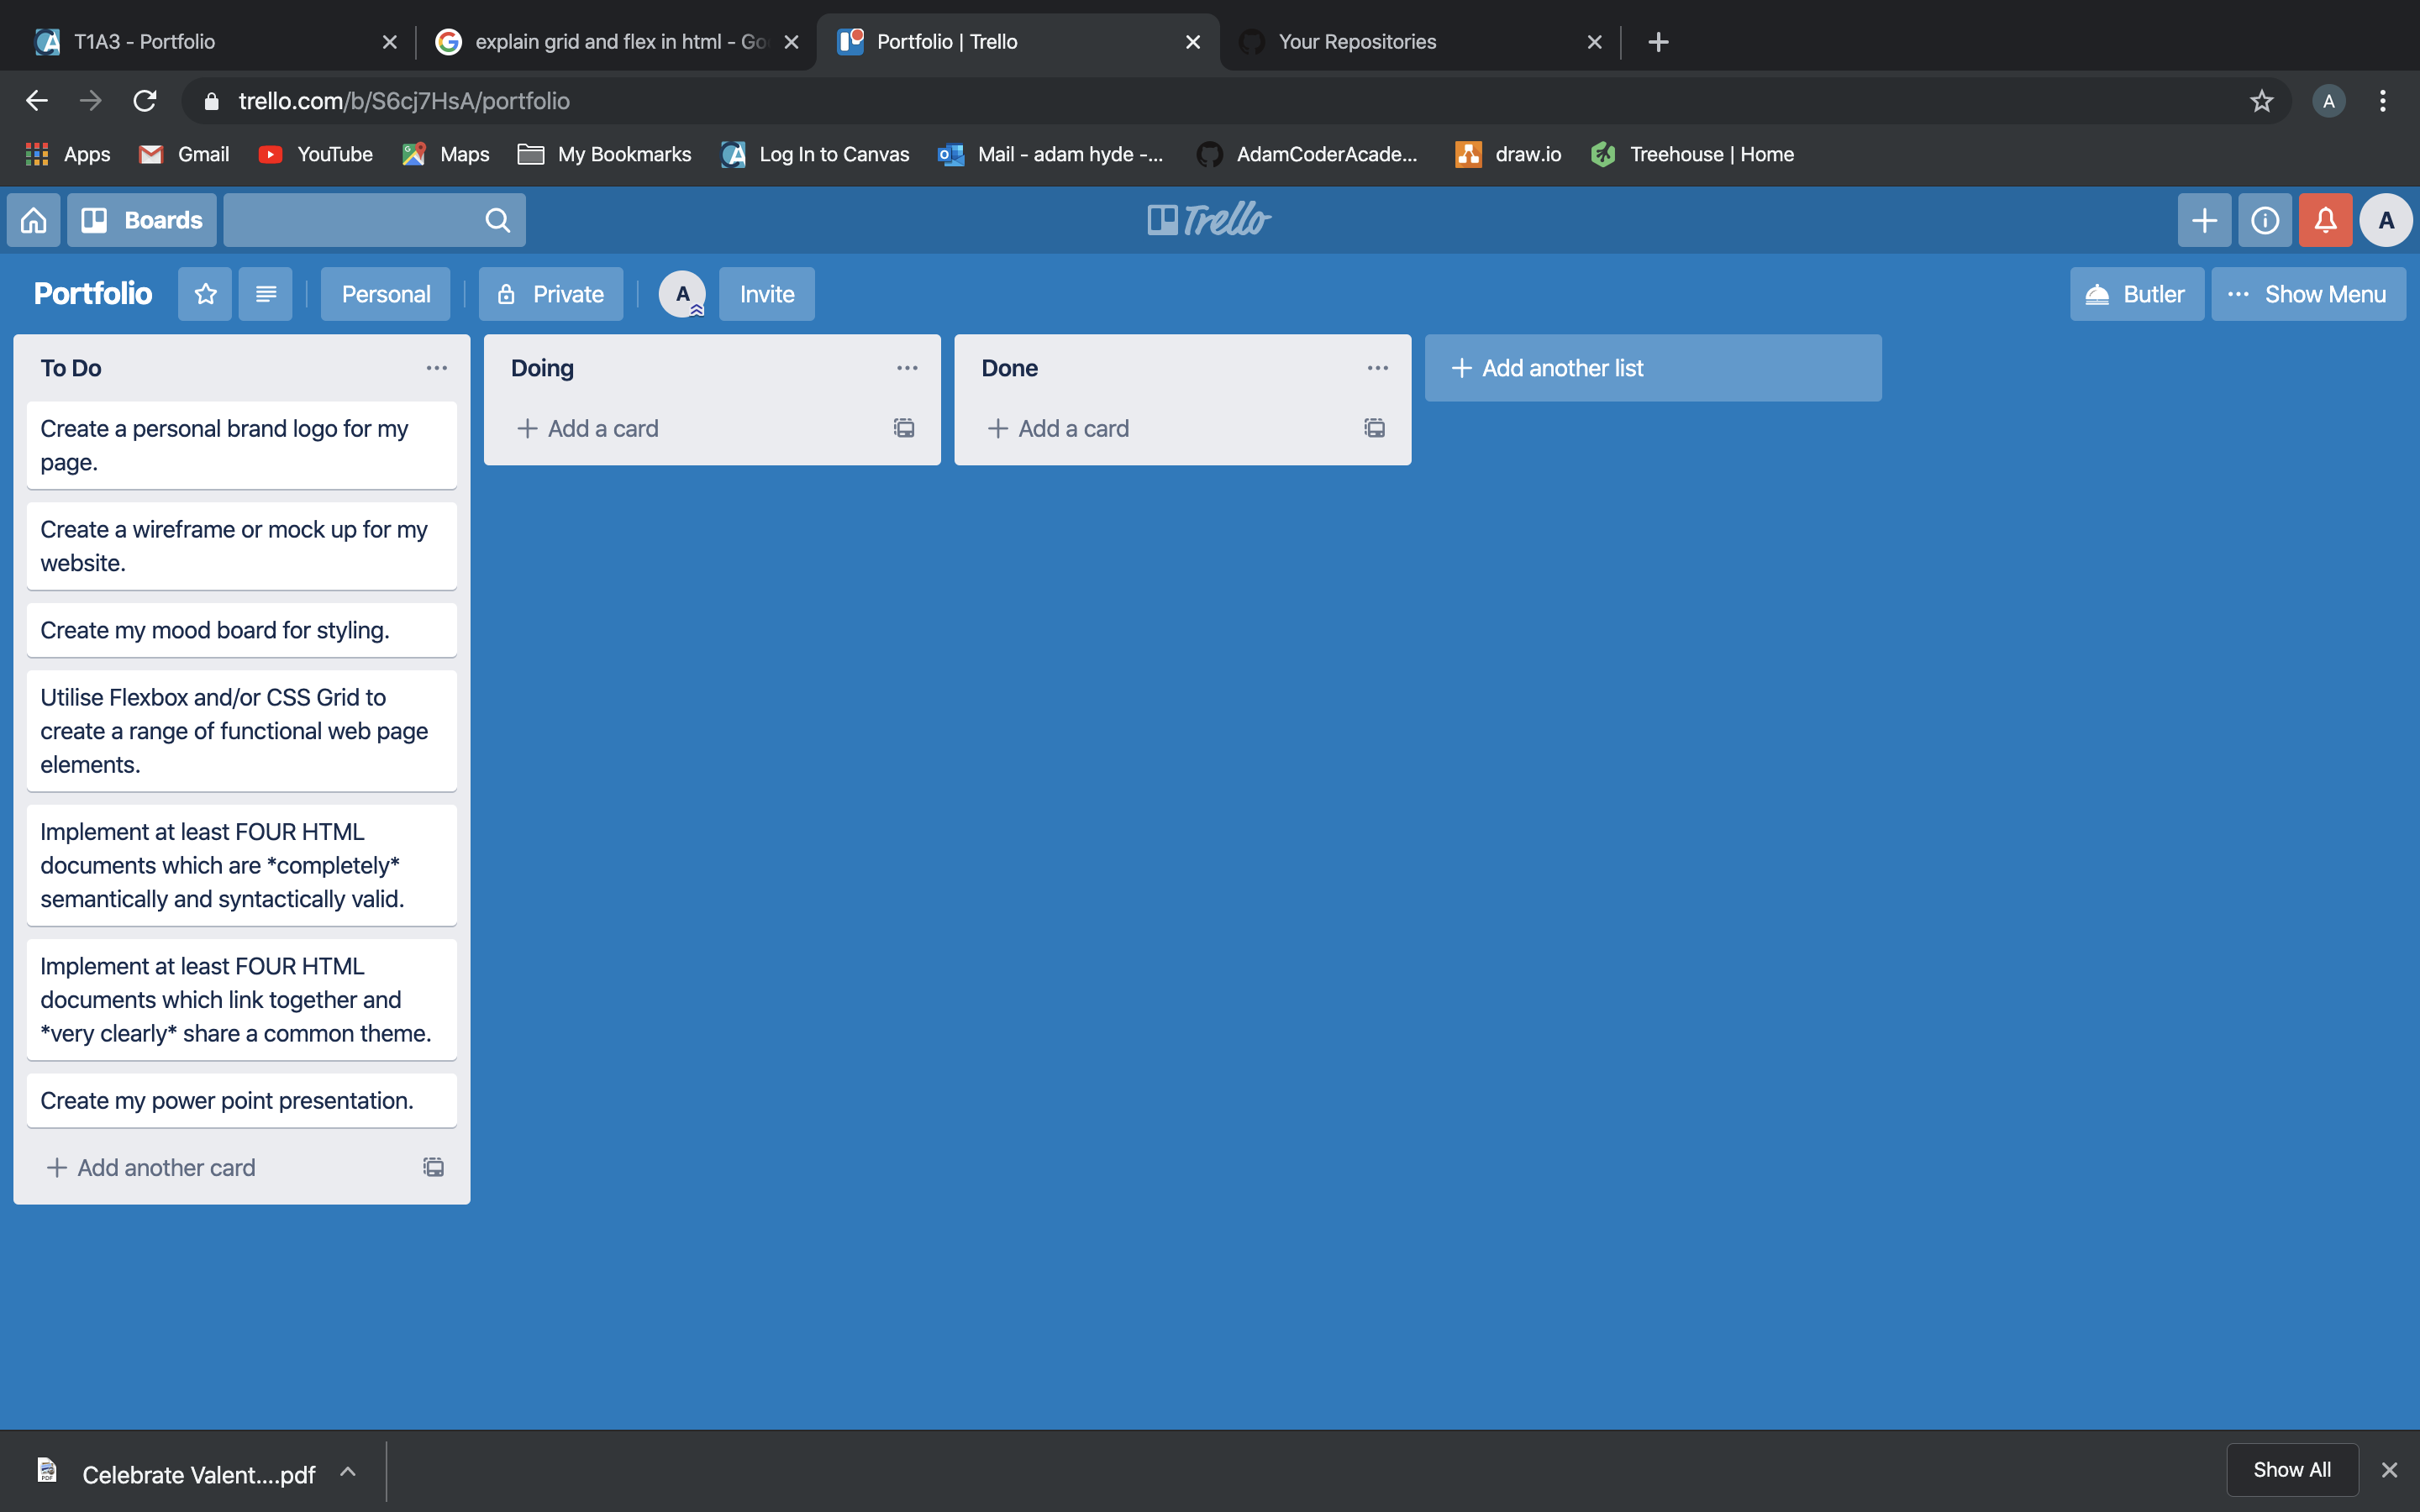 T1A3 - Portfolio
explain grid and flex in html - Go
Portfolio | Trello
Your Repositories
trello.com/b/S6cj7HsA/portfolio
A
Apps
Gmail
YouTube
Maps
My Bookmarks
Log In to Canvas
Mail - adam hyde -...
AdamCoderAcade...
draw.io
Treehouse | Home
Boards
Trello
A
Portfolio
Personal
Private
A
Invite
Butler
Show Menu
To Do
Create a personal brand logo for my
page.
Create a wireframe or mock up for my
website.
Create my mood board for styling.
Utilise Flexbox and/or CSS Grid to
create a range of functional web page
elements.
Implement at least FOUR HTML
documents which are *completely*
semantically and syntactically valid.
Implement at least FOUR HTML
documents which link together and
*very clearly* share a common theme.
Create my power point presentation.
Add another card
Doing
Add a card
Done
Add a card
Add another list
Celebrate Valent....pdf
Show All